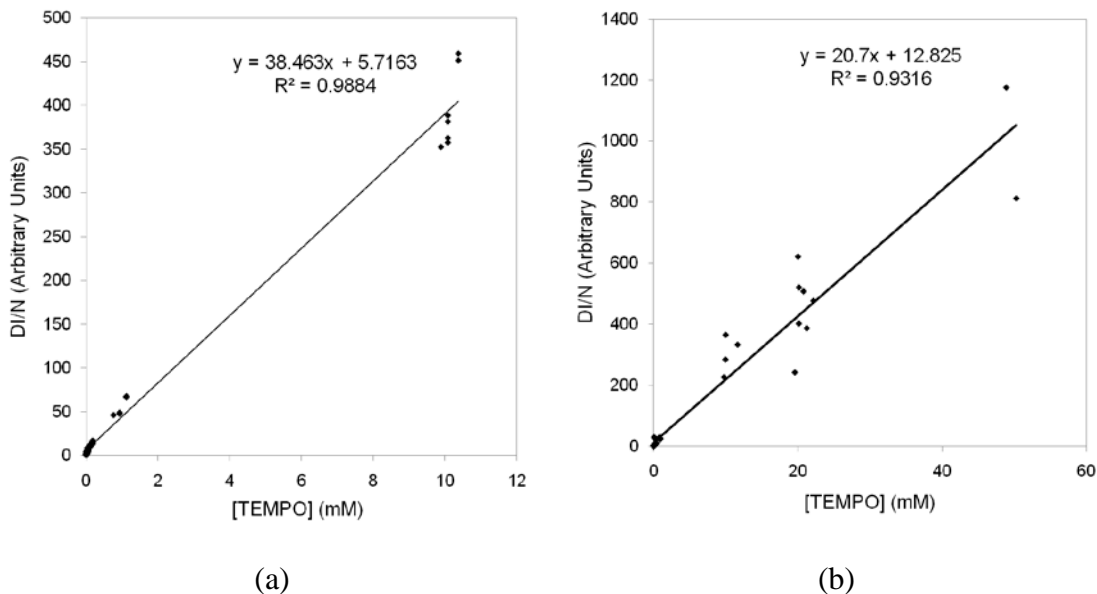 500
450
400
350
300
250
200
150
100
50
0
DI/N (Arbitrary Units)
y = 38.463x + 5.7163
R² = 0.9884
0 2 4 6 8 10 12
[TEMPO] (mM)
(a)
1400
1200
1000
800
600
400
200
0
DI/N (Arbitrary Units)
y = 20.7x + 12.825
R² = 0.9316
0 20 40 60
[TEMPO] (mM)
(b)